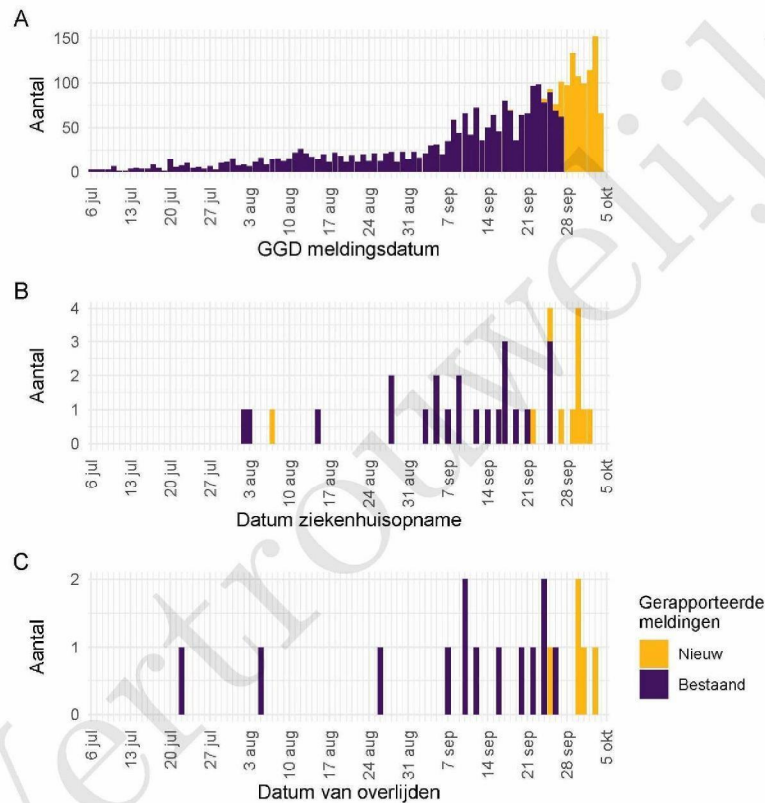 A
150
100
50
0
Aantal
6 jul
13 jul
20 jul
27 jul
3 aug
10 aug
17 aug
24 aug
31 aug
7 sep
14 sep
21 sep
28 sep
5 okt
GGD meldingsdatum
B
4
3
2
1
0
Aantal
6 jul
13 jul
20 jul
27 jul
3 aug
10 aug
17 aug
24 aug
31 aug
7 sep
14 sep
21 sep
28 sep
5 okt
Datum ziekenhuisopname
C
2
1
0
Aantal
6 jul
13 jul
20 jul
27 jul
3 aug
10 aug
17 aug
24 aug
31 aug
7 sep
14 sep
21 sep
28 sep
5 okt
Datum van overlijden
Gerapporteerde
meldingen
Nieuw
Bestaand
Vertrouwelijk